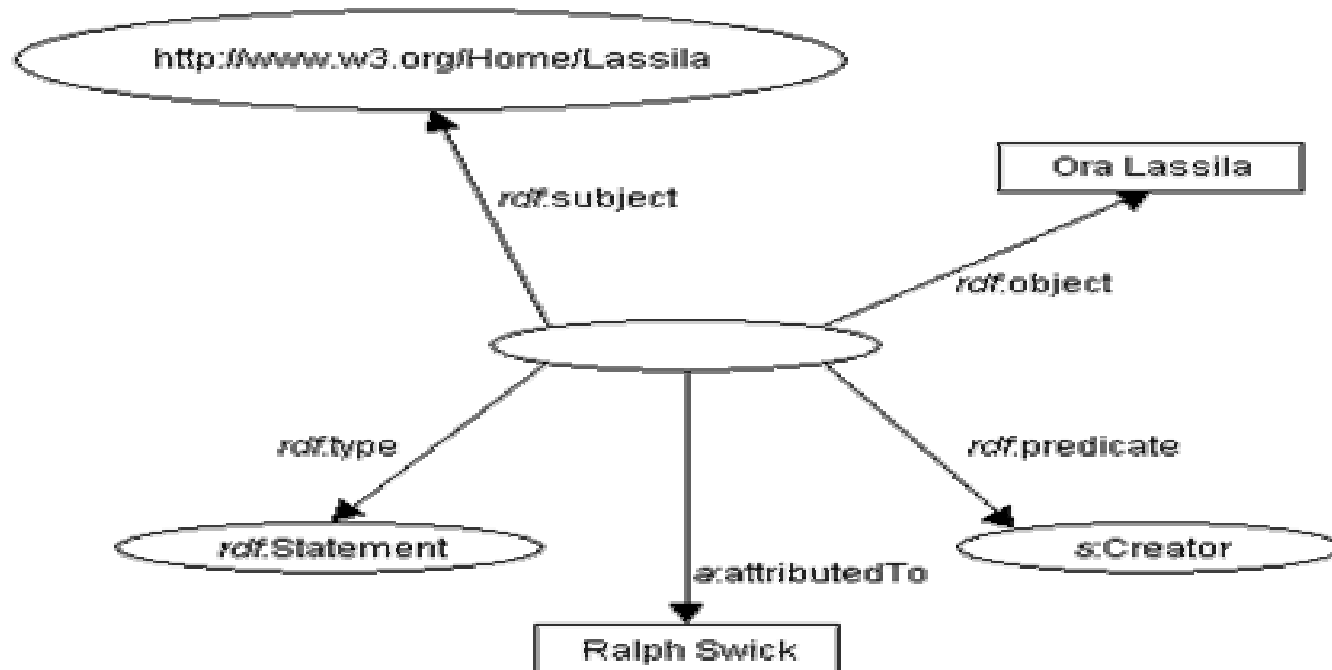 http://www.w3.org/Home/Lassila
Ora Lassila
rdf:subject
rdf:object
rdf:type
rdf:predicate
rdf:Statement
s:Creator
a:attributedTo
Ralph Swick